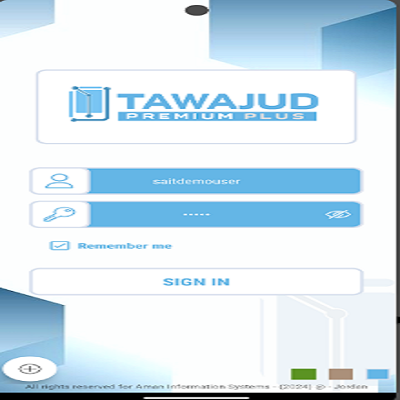 TAWAJUD
PREMIUM PLUS
saitdemouser
•••••
Remember me
SIGN IN
All rights reserved for Aman Information Systems - (2024) © - Jordan